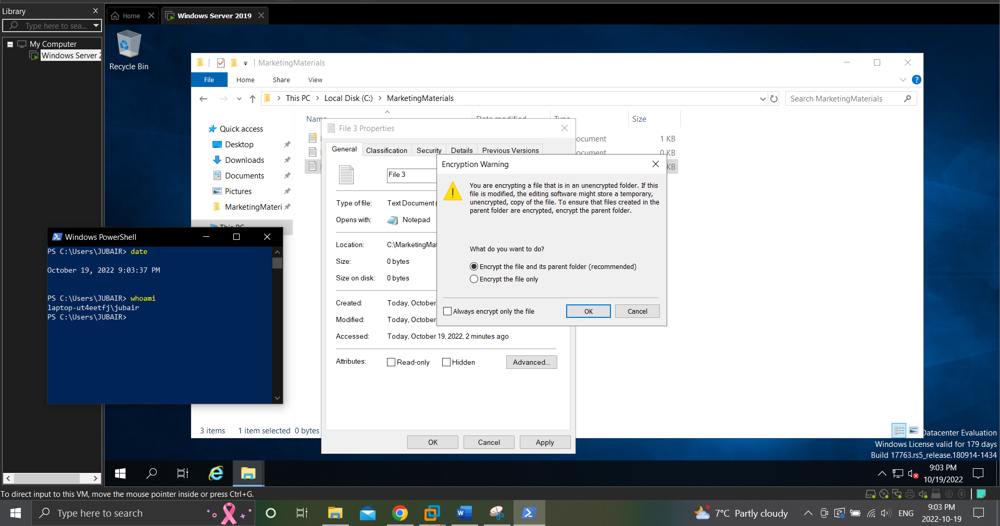 Library
Type here to sea...
My Computer
Windows Server 2
Home
Windows Server 2019
Recycle Bin
MarketingMaterials
File
Home
Share
View
This PC
Local Disk (C:)
MarketingMaterials
Search MarketingMaterials
Name
Date modified
Type
Size
Quick access
Desktop
Downloads
Documents
Pictures
MarketingMateri
This PC
ocument
1 KB
ocument
0 KB
KB
3 items
1 item selected
0 bytes
File 3 Properties
General
Classification
Security
Details
Previous Versions
File 3
Type of file:
Text Document (
Opens with:
Notepad
Location:
C:\MarketingMat
Size:
0 bytes
Size on disk:
0 bytes
Created:
Today, October
Modified:
Today, October
Accessed:
Today, October 19, 2022, 2 minutes ago
Attributes:
Read-only
Hidden
Advanced...
OK
Cancel
Apply
Encryption Warning
You are encrypting a file that is in an unencrypted folder. If this
file is modified, the editing software might store a temporary,
unencrypted, copy of the file. To ensure that files created in the
parent folder are encrypted, encrypt the parent folder.
What do you want to do?
Encrypt the file and its parent folder (recommended)
Encrypt the file only
Always encrypt only the file
OK
Cancel
Windows PowerShell
PS C:\Users\JUBAIR> date
October 19, 2022 9:03:37 PM
PS C:\Users\JUBAIR> whoami
laptop-ut4eetfj\jubair
PS C:\Users\JUBAIR>
Datacenter Evaluation
Windows License valid for 179 days
Build 17763.rs5_release.180914-1434
9:03 PM
10/19/2022
To direct input to this VM, move the mouse pointer inside or press Ctrl+G.
Type here to search
7°C Partly cloudy
ENG
9:03 PM
2022-10-19